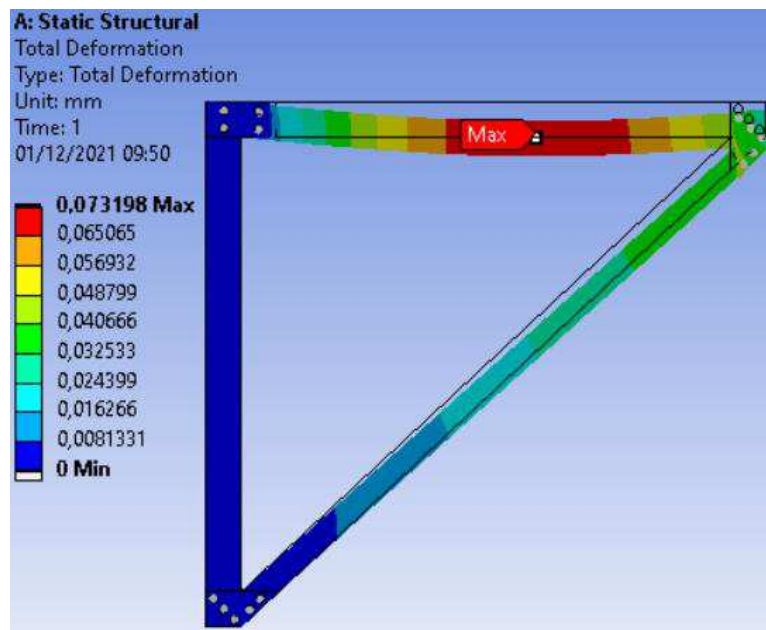 A: Static Structural
Total Deformation
Type: Total Deformation
Unit: mm
Time: 1
01/12/2021 09:50
Max
0,073198 Max
0,065065
0,056932
0,048799
0,040666
0,032533
0,024399
0,016266
0,0081331
0 Min